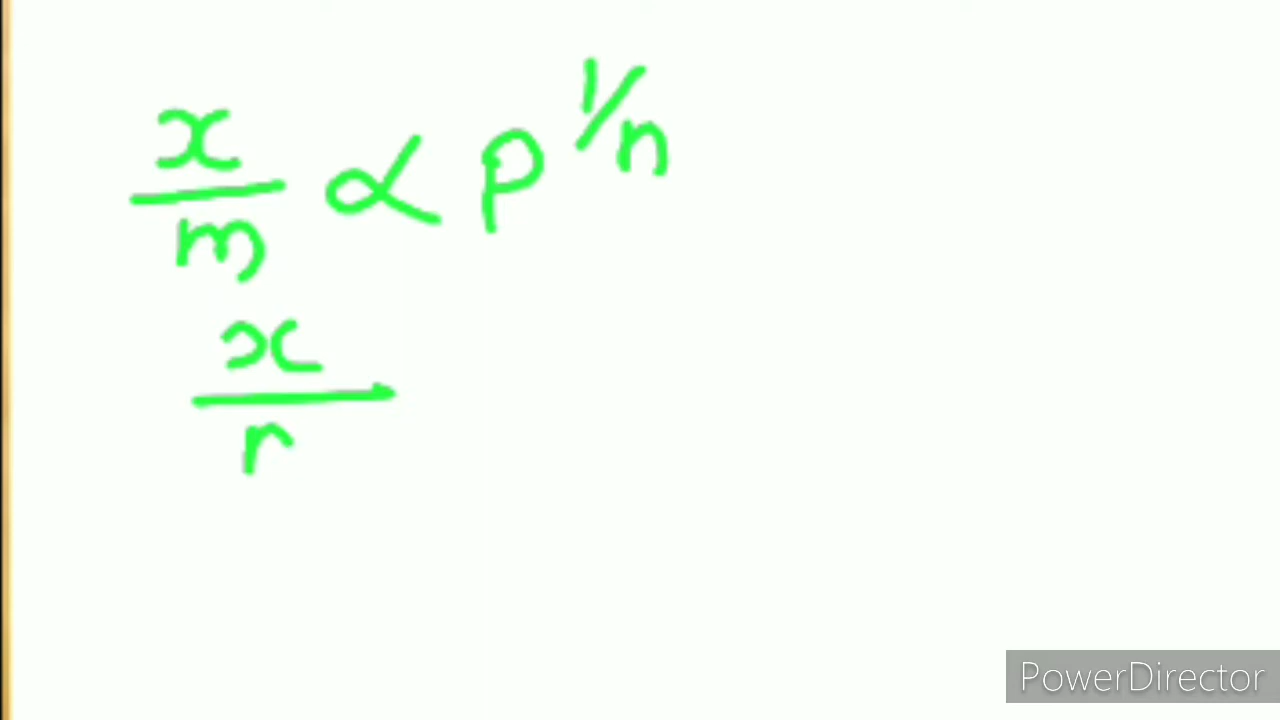 x/m ∝ p^1/n
x/r
PowerDirector